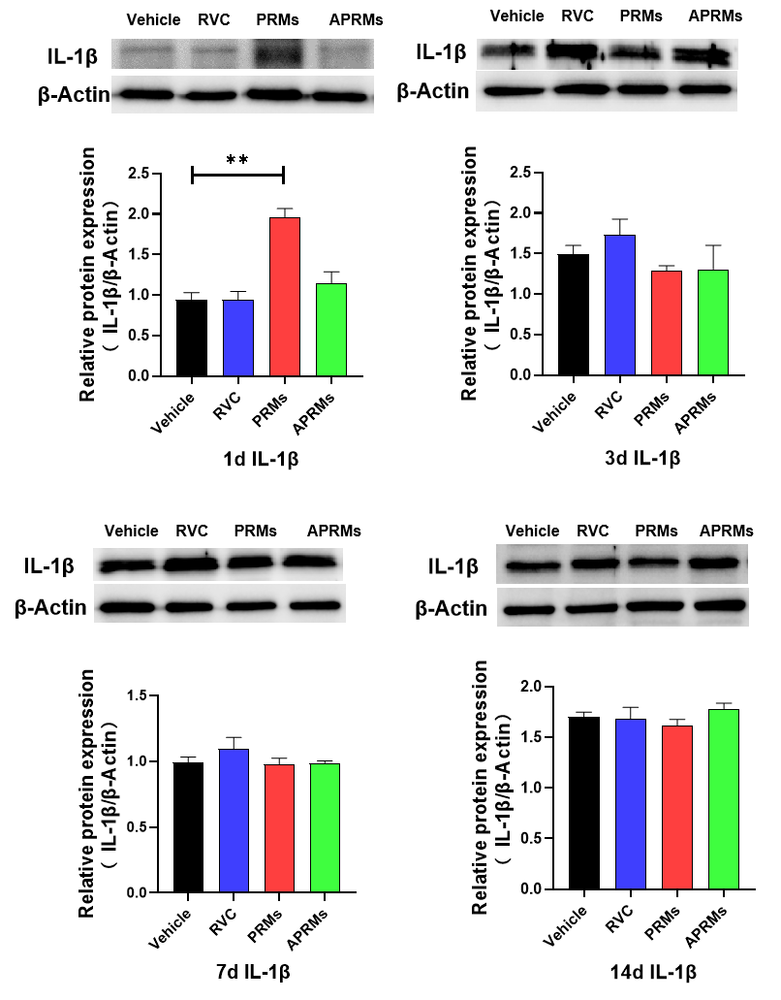 Vehicle RVC PRMs APRMs
IL-1β
β-Actin
**
Relative protein expression
( IL-1β/β-Actin)
2.5
2.0
1.5
1.0
0.5
0.0
Vehicle RVC PRMs APRMs
1d IL-1β
Vehicle RVC PRMs APRMs
IL-1β
β-Actin
Relative protein expression
( IL-1β/β-Actin)
2.5
2.0
1.5
1.0
0.5
0.0
Vehicle RVC PRMs APRMs
3d IL-1β
Vehicle RVC PRMs APRMs
IL-1β
β-Actin
Relative protein expression
( IL-1β/β-Actin)
1.5
1.0
0.5
0.0
Vehicle RVC PRMs APRMs
7d IL-1β
Vehicle RVC PRMs APRMs
IL-1β
β-Actin
Relative protein expression
( IL-1β/β-Actin)
2.0
1.5
1.0
0.5
0.0
Vehicle RVC PRMs APRMs
14d IL-1β